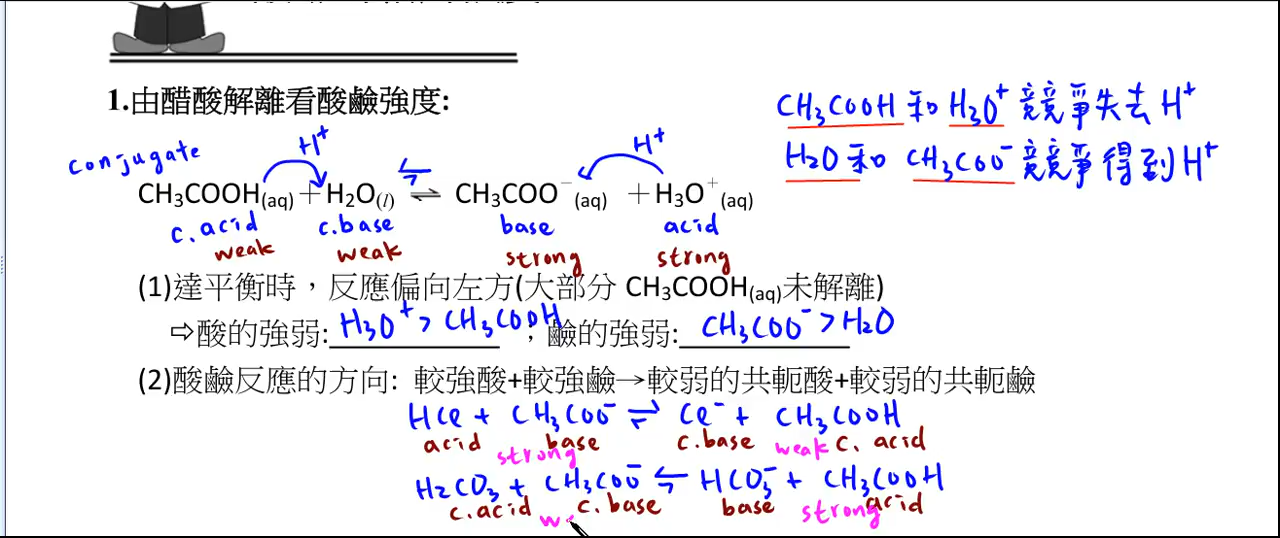 1.由醋酸解離看酸鹼強度:
CH₃COOH 和 H₃O⁺ 競爭失去 H⁺
H₂O 和 CH₃COO⁻ 競爭得到 H⁺
H⁺ H⁺
conjugate
CH₃COOH(aq) + H₂O(l) ⇌ CH₃COO⁻(aq) + H₃O⁺(aq)
c. acid c. base base acid
weak weak strong strong
(1)達平衡時，反應偏向左方(大部分 CH₃COOH(aq)未解離)
⇨酸的強弱: H₃O⁺ > CH₃COOH ，鹼的強弱: CH₃COO⁻ > H₂O
(2)酸鹼反應的方向: 較強酸+較強鹼→較弱的共軛酸+較弱的共軛鹼
HCl + CH₃COO⁻ ⇌ Cl⁻ + CH₃COOH
acid base c. base c. acid
strong weak
H₂CO₃ + CH₃COO⁻ ⇌ HCO₃⁻ + CH₃COOH
c. acid c. base base acid
strong